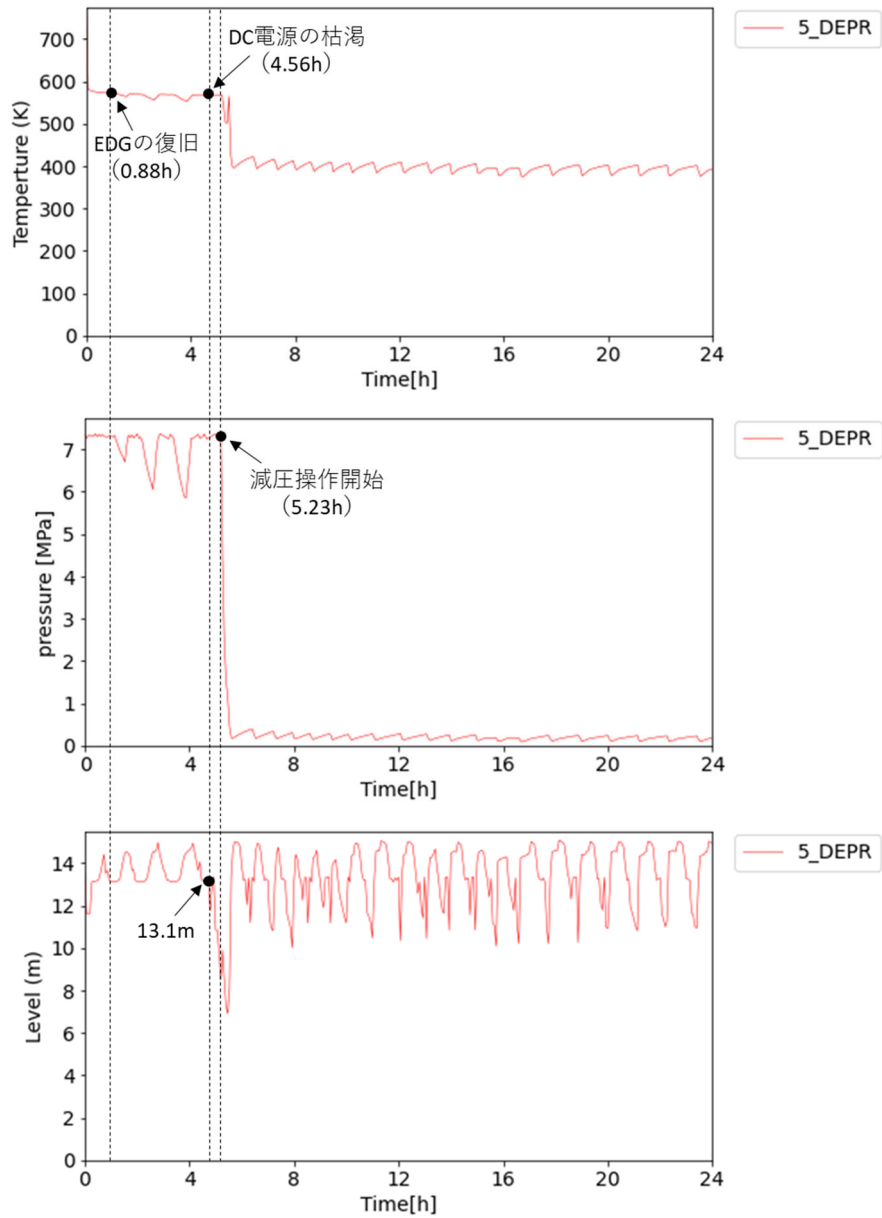 5_DEPR
DC電源の枯渇
（4.56h）
EDGの復旧
（0.88h）
Temperture (K)
700
600
500
400
300
200
100
0
0 4 8 12 16 20 24
Time[h]
5_DEPR
減圧操作開始
（5.23h）
pressure [MPa]
7
6
5
4
3
2
1
0
0 4 8 12 16 20 24
Time[h]
5_DEPR
13.1m
Level (m)
14
12
10
8
6
4
2
0
0 4 8 12 16 20 24
Time[h]